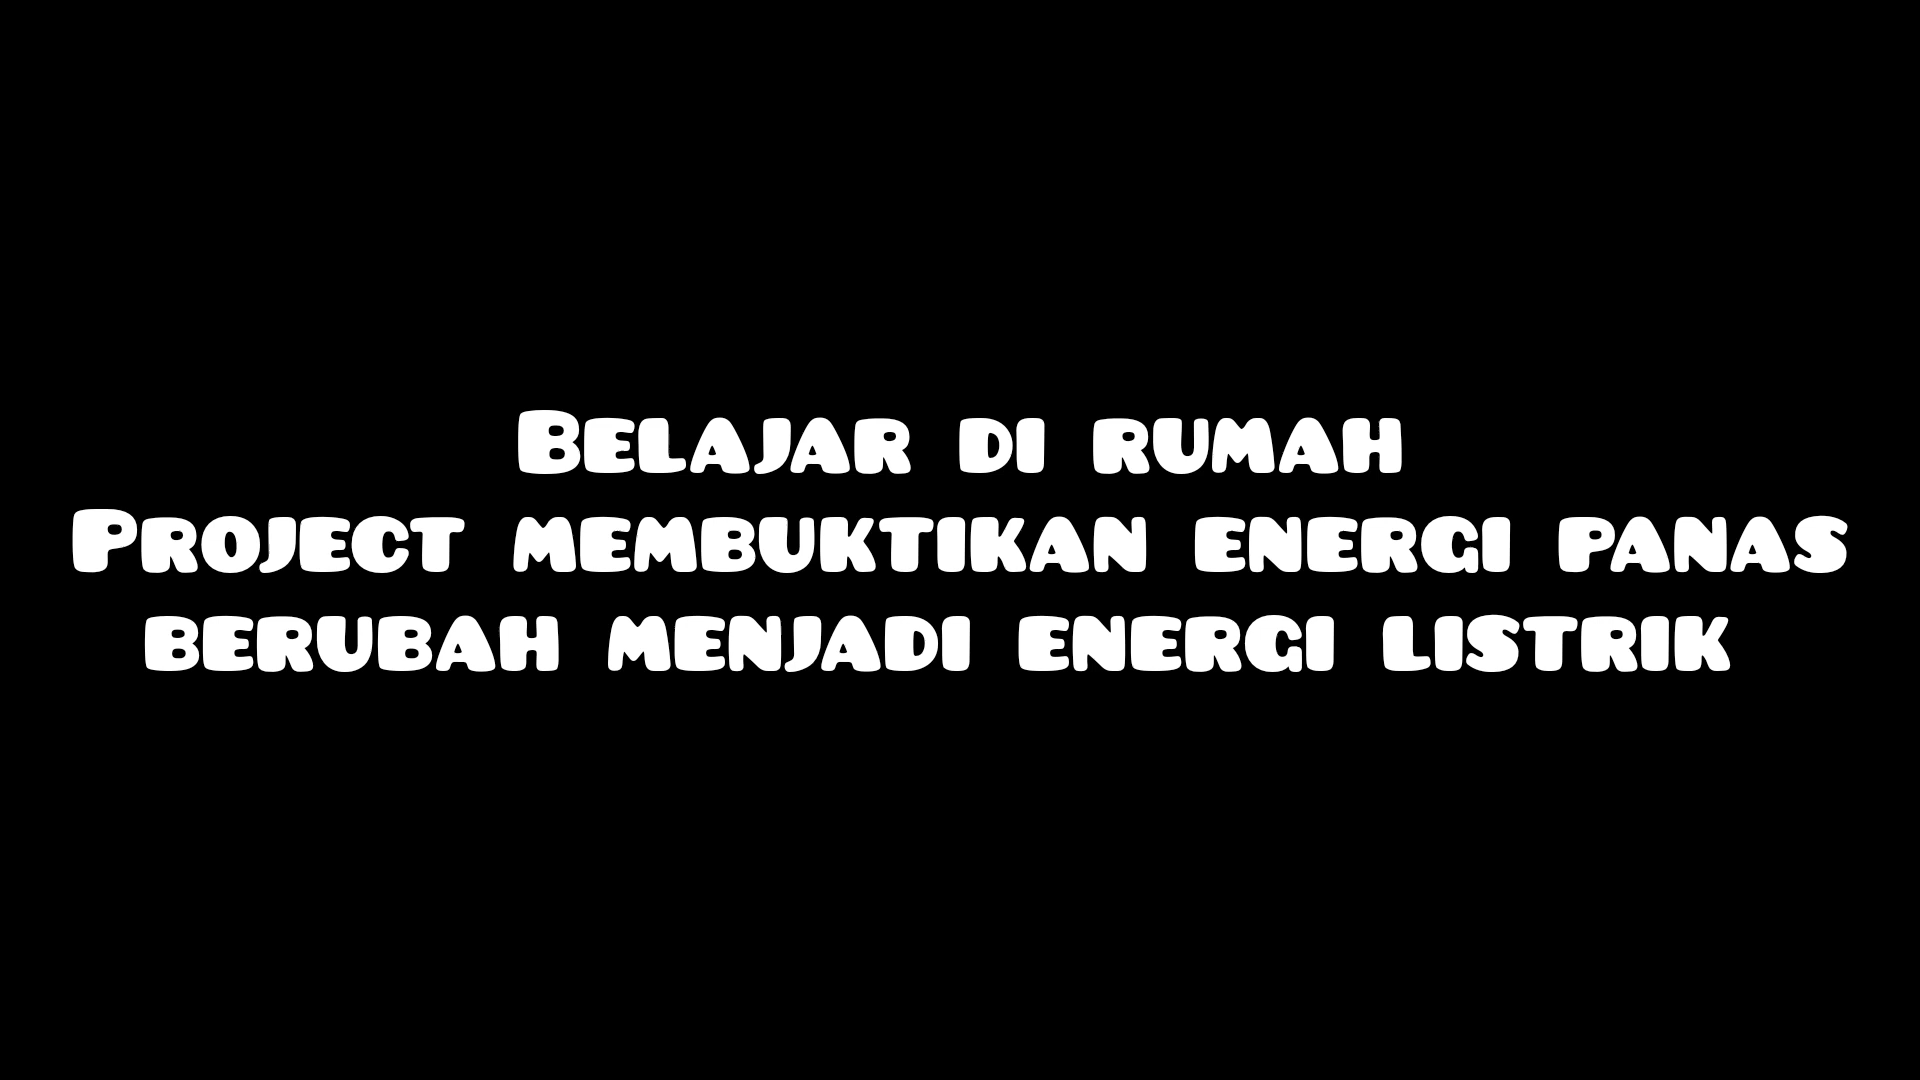 Belajar di rumah
Project membuktikan energi panas
berubah menjadi energi listrik